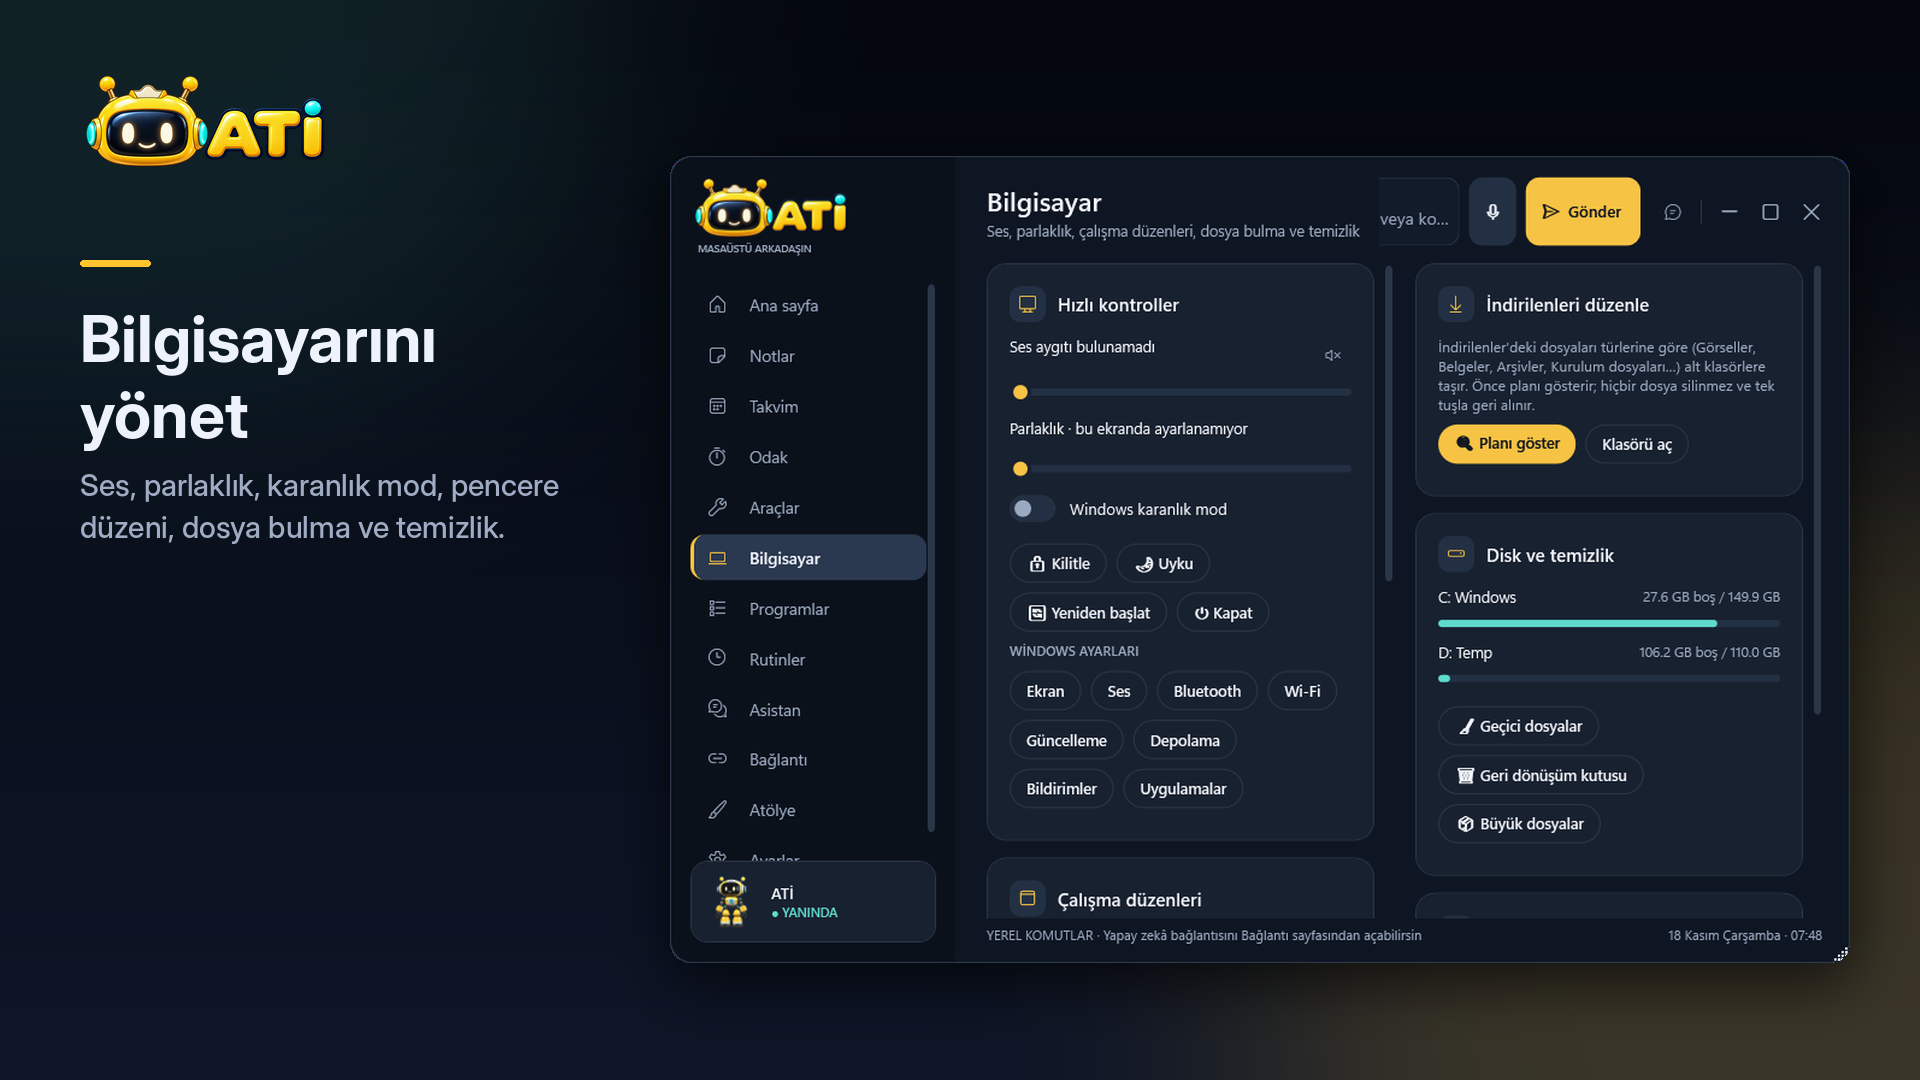 ATİ
Bilgisayarını
yönet
Ses, parlaklık, karanlık mod, pencere
düzeni, dosya bulma ve temizlik.
ATİ
MASAÜSTÜ ARKADAŞIN
Ana sayfa
Notlar
Takvim
Odak
Araçlar
Bilgisayar
Programlar
Rutinler
Asistan
Bağlantı
Atölye
Ayarlar
ATİ
● YANINDA
Bilgisayar
Ses, parlaklık, çalışma düzenleri, dosya bulma ve temizlik
veya ko...
Gönder
Hızlı kontroller
Ses aygıtı bulunamadı
Parlaklık · bu ekranda ayarlanamıyor
Windows karanlık mod
Kilitle
Uyku
Yeniden başlat
Kapat
WİNDOWS AYARLARI
Ekran
Ses
Bluetooth
Wi-Fi
Güncelleme
Depolama
Bildirimler
Uygulamalar
Çalışma düzenleri
İndirilenleri düzenle
İndirilenler'deki dosyaları türlerine göre (Görseller,
Belgeler, Arşivler, Kurulum dosyaları...) alt klasörlere
taşır. Önce planı gösterir; hiçbir dosya silinmez ve tek
tuşla geri alınır.
Planı göster
Klasörü aç
Disk ve temizlik
C: Windows
27.6 GB boş / 149.9 GB
D: Temp
106.2 GB boş / 110.0 GB
Geçici dosyalar
Geri dönüşüm kutusu
Büyük dosyalar
YEREL KOMUTLAR · Yapay zekâ bağlantısını Bağlantı sayfasından açabilirsin
18 Kasım Çarşamba · 07:48